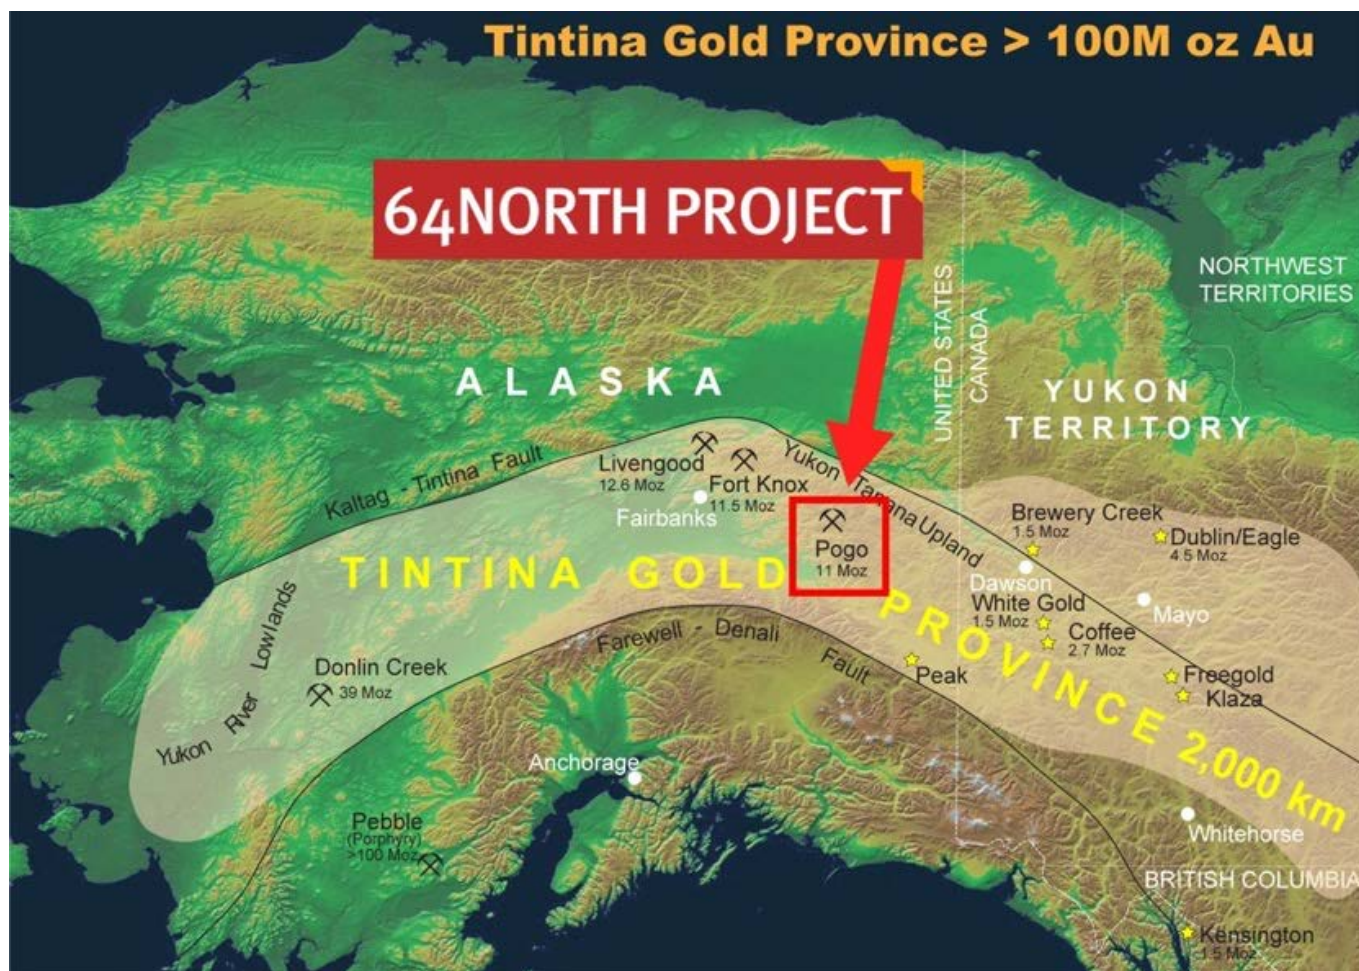 Tintina Gold Province > 100M oz Au
64NORTH PROJECT
NORTHWEST
TERRITORIES
UNITED STATES
CANADA
ALASKA
YUKON
TERRITORY
Kaltag - Tintina Fault
Livengood
12.6 Moz
Fort Knox
11.5 Moz
Fairbanks
Yukon - Tanana Upland
Pogo
11 Moz
Brewery Creek
1.5 Moz
Dublin/Eagle
4.5 Moz
Dawson
Mayo
White Gold
1.5 Moz
Coffee
2.7 Moz
TINTINA GOLD PROVINCE 2,000 km
Yukon River Lowlands
Farewell - Denali Fault
Donlin Creek
39 Moz
Peak
Freegold
Klaza
Anchorage
Pebble
(Porphyry)
>100 Moz
Whitehorse
BRITISH COLUMBIA
Kensington
1.5 Moz